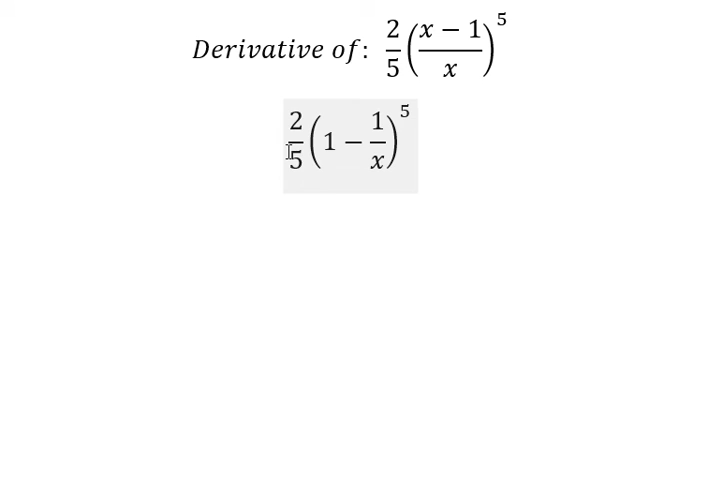 Derivative of: 2/5 ((x − 1)/x)^5
2/5 (1 − 1/x)^5